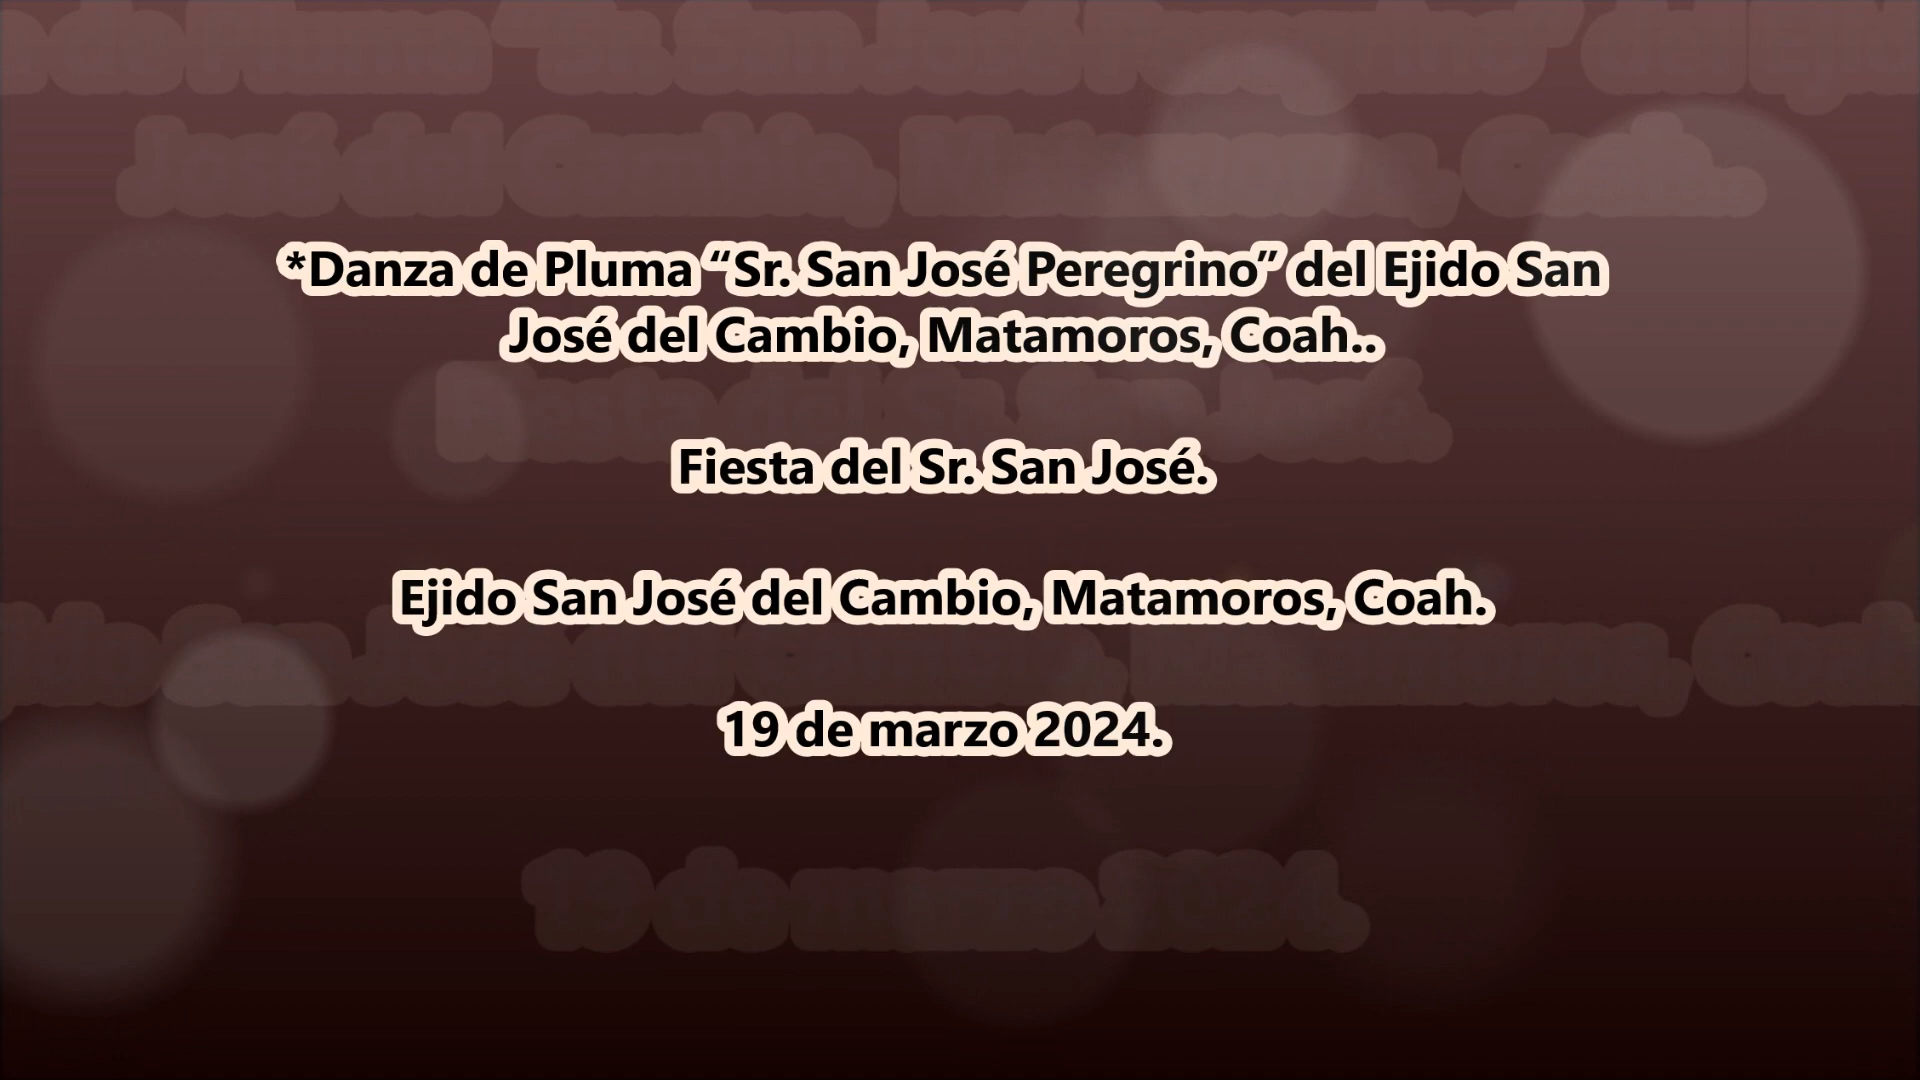 *Danza de Pluma “Sr. San José Peregrino” del Ejido San
José del Cambio, Matamoros, Coah..
Fiesta del Sr. San José.
Ejido San José del Cambio, Matamoros, Coah.
19 de marzo 2024.